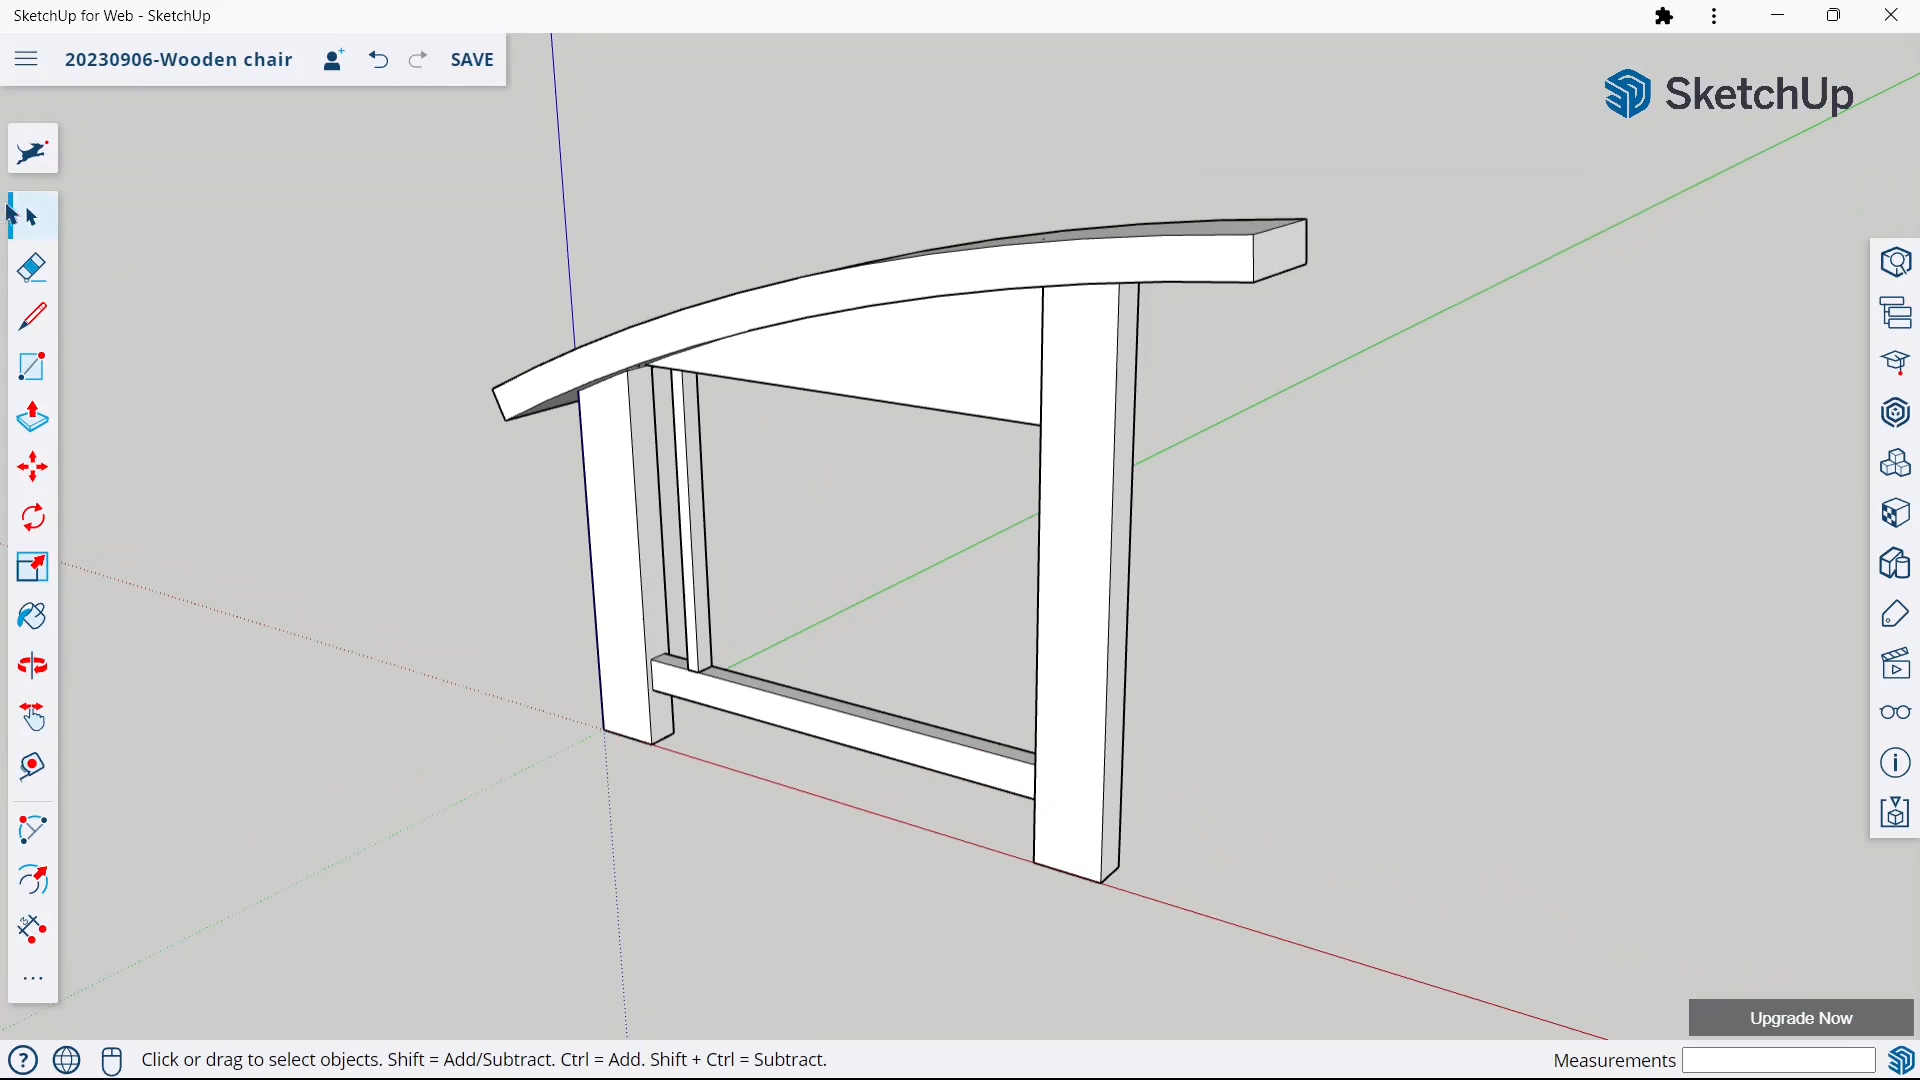 SketchUp for Web - SketchUp
20230906-Wooden chair
SAVE
SketchUp
Upgrade Now
Click or drag to select objects. Shift = Add/Subtract. Ctrl = Add. Shift + Ctrl = Subtract.
Measurements